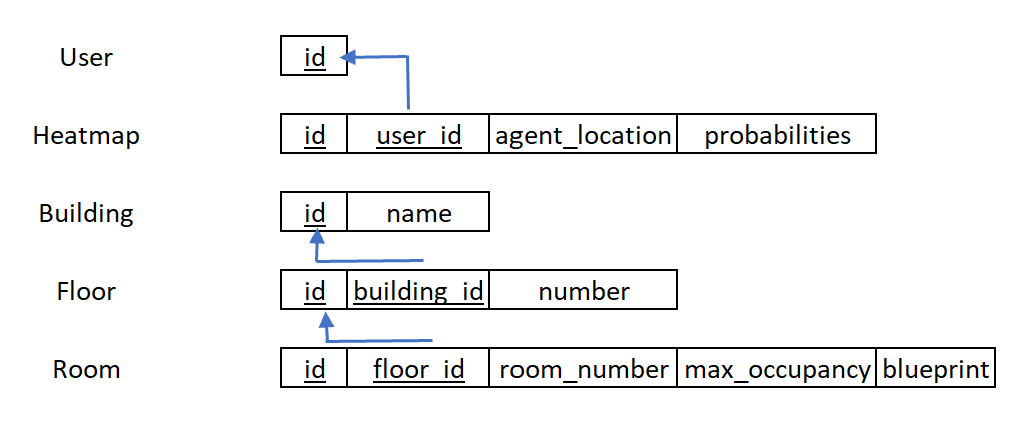 User id
Heatmap id user_id agent_location probabilities
Building id name
Floor id building_id number
Room id floor_id room_number max_occupancy blueprint